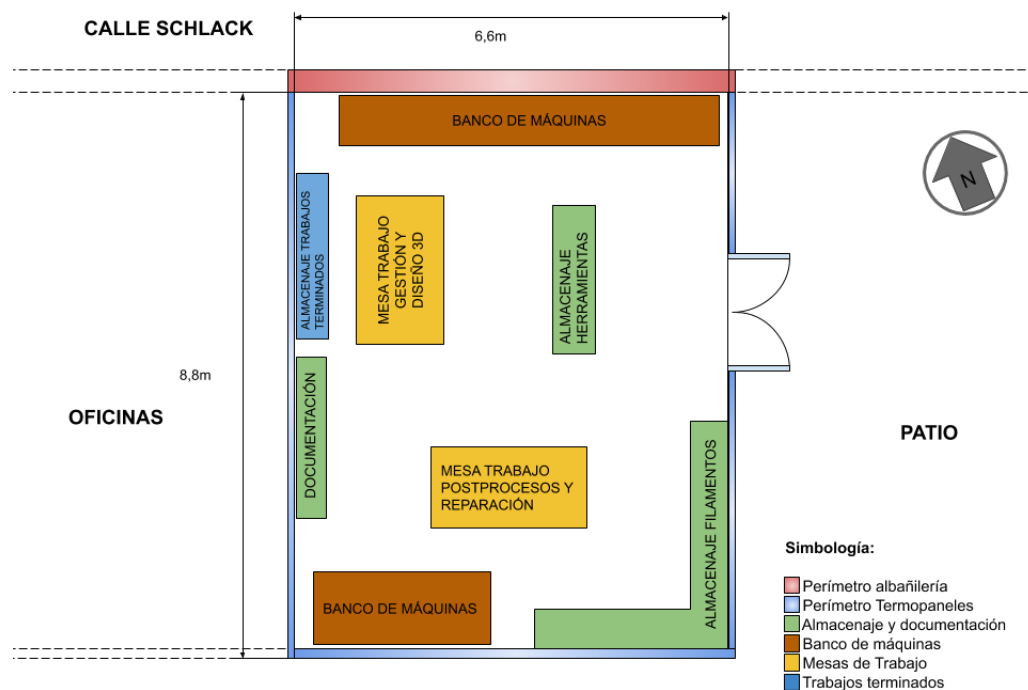 CALLE SCHLACK
6,6m
BANCO DE MÁQUINAS
N
ALMACENAJE TRABAJOS
TERMINADOS
MESA TRABAJO
GESTIÓN Y
DISEÑO 3D
ALMACENAJE
HERRAMIENTAS
8,8m
OFICINAS
DOCUMENTACIÓN
PATIO
MESA TRABAJO
POSTPROCESOS Y
REPARACIÓN
ALMACENAJE FILAMENTOS
BANCO DE MÁQUINAS
Simbología:
Perímetro albañilería
Perímetro Termopaneles
Almacenaje y documentación
Banco de máquinas
Mesas de Trabajo
Trabajos terminados